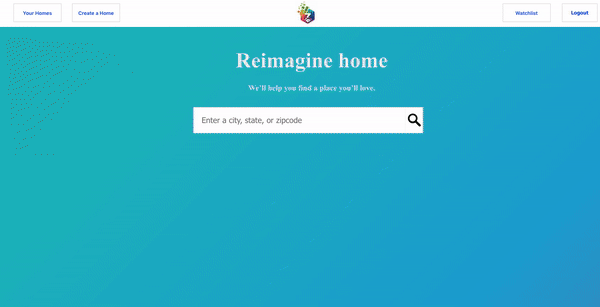 Your Homes
Create a Home
Watchlist
Logout
Reimagine home
We'll help you find a place you'll love.
Enter a city, state, or zipcode